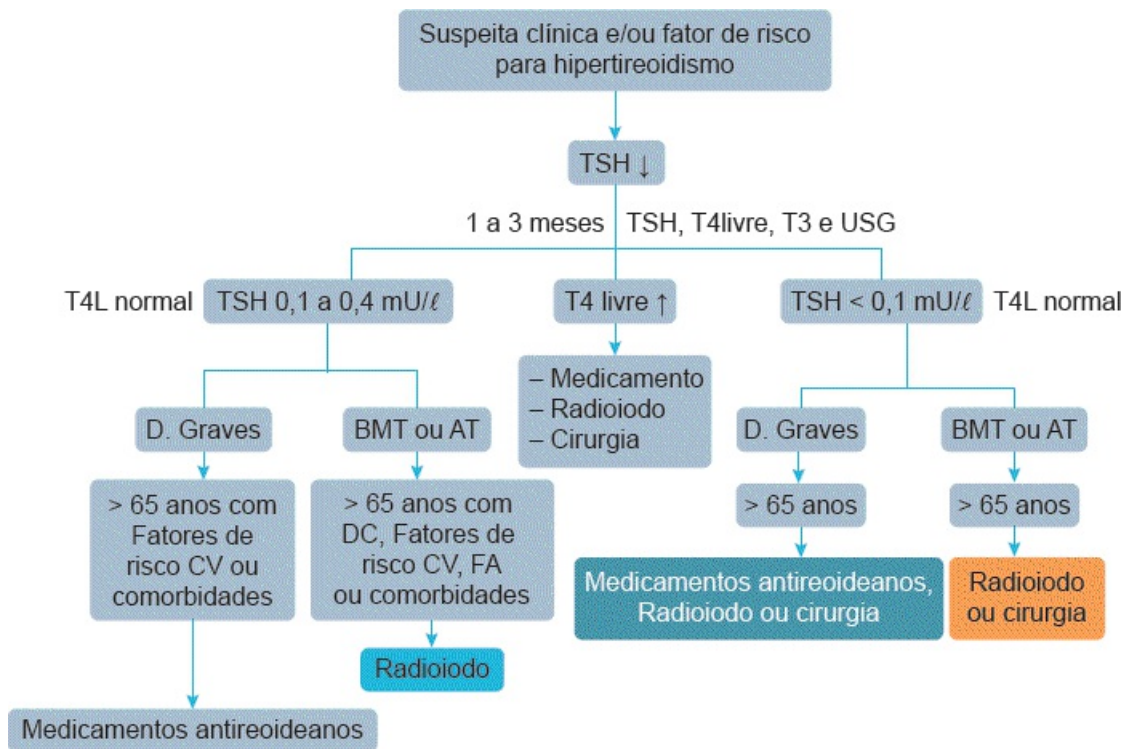 Suspeita clínica e/ou fator de risco
para hipertireoidismo
TSH ↓
1 a 3 meses
TSH, T4livre, T3 e USG
T4L normal
TSH 0,1 a 0,4 mU/ℓ
T4 livre ↑
TSH < 0,1 mU/ℓ
T4L normal
– Medicamento
– Radioiodo
– Cirurgia
D. Graves
BMT ou AT
D. Graves
BMT ou AT
> 65 anos com
Fatores de
risco CV ou
comorbidades
> 65 anos com
DC, Fatores de
risco CV, FA
ou comorbidades
> 65 anos
> 65 anos
Medicamentos antireoideanos,
Radioiodo ou cirurgia
Radioiodo
ou cirurgia
Radioiodo
Medicamentos antireoideanos